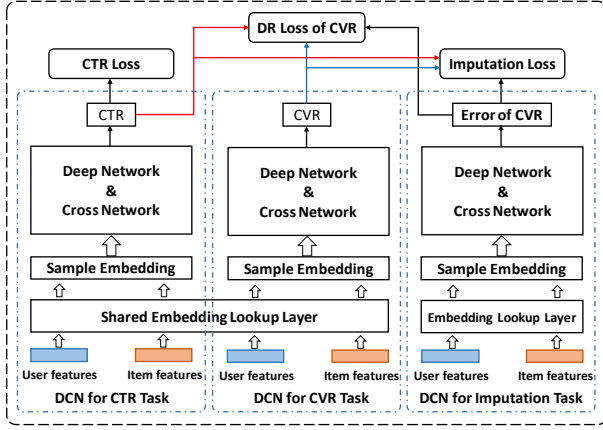 DR Loss of CVR
CTR Loss
Imputation Loss
CTR
CVR
Error of CVR
Deep Network
&
Cross Network
Deep Network
&
Cross Network
Deep Network
&
Cross Network
Sample Embedding
Sample Embedding
Sample Embedding
Shared Embedding Lookup Layer
Embedding Lookup Layer
User features
Item features
User features
Item features
User features
Item features
DCN for CTR Task
DCN for CVR Task
DCN for Imputation Task